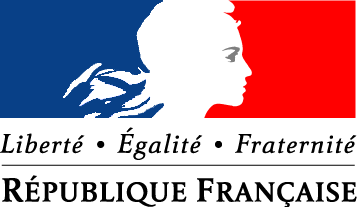 Liberté • Égalité • Fraternité
RÉPUBLIQUE FRANÇAISE